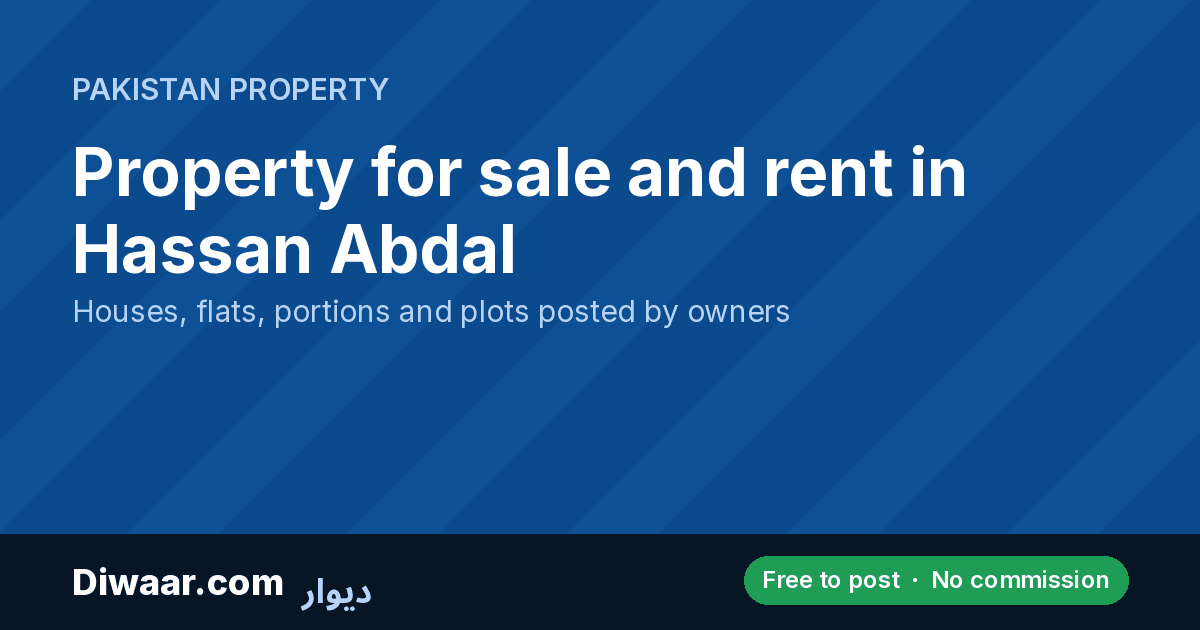 PAKISTAN PROPERTY
Property for sale and rent in
Hassan Abdal
Houses, flats, portions and plots posted by owners
Diwaar.com دیوار
Free to post · No commission